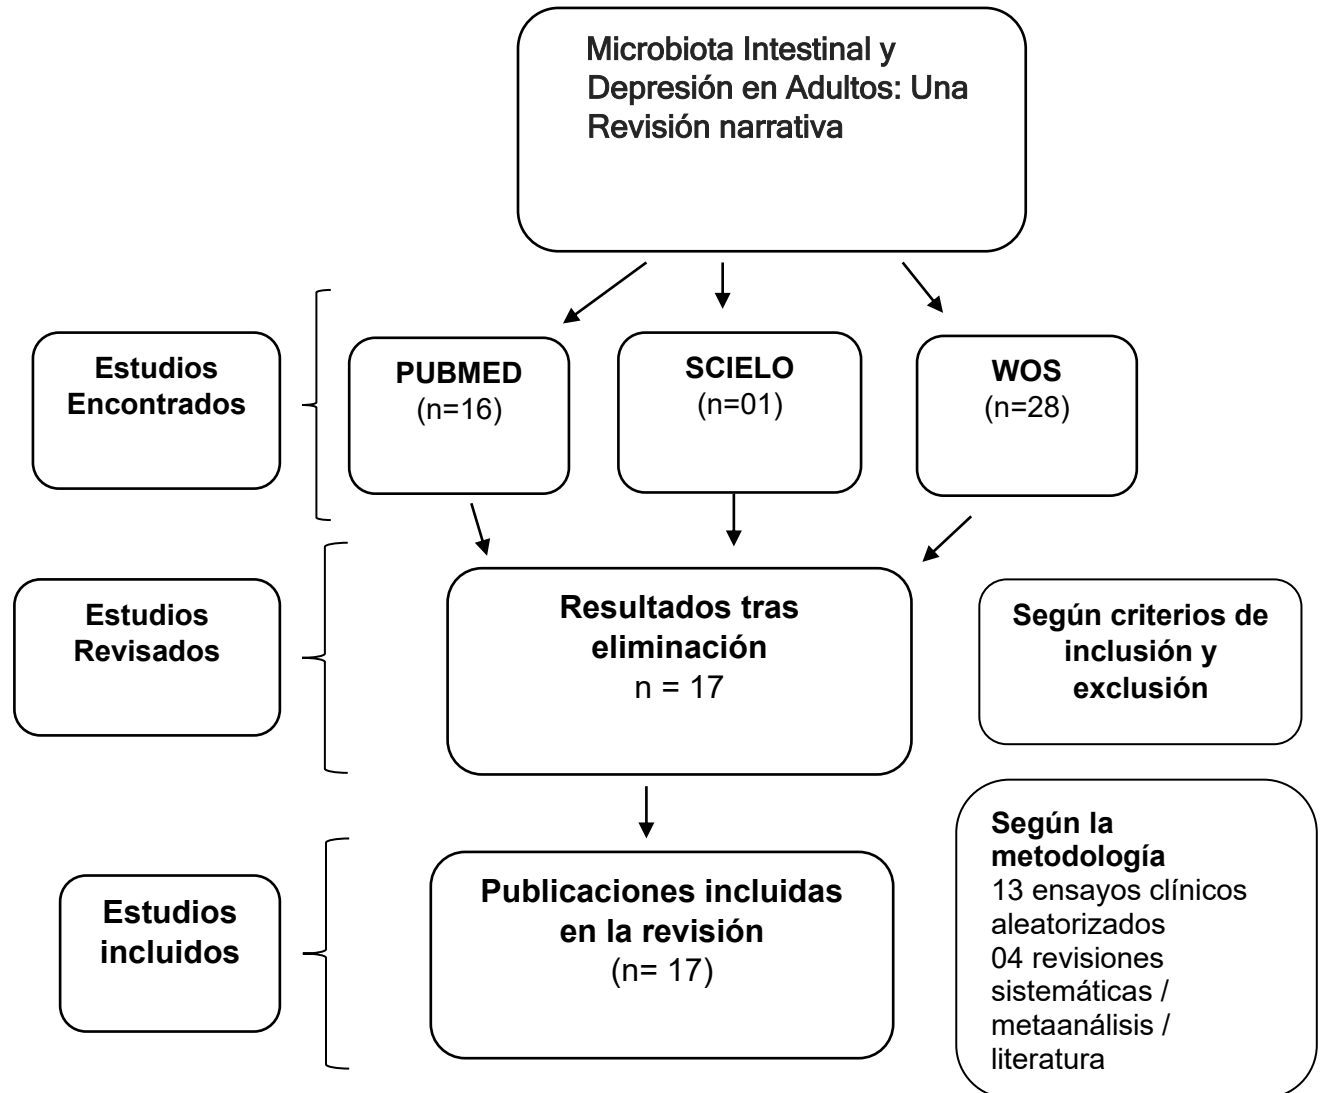 Microbiota Intestinal y
Depresión en Adultos: Una
Revisión narrativa
Estudios
Encontrados
PUBMED
(n=16)
SCIELO
(n=01)
WOS
(n=28)
Estudios
Revisados
Resultados tras
eliminación
n = 17
Según criterios de
inclusión y
exclusión
Estudios
incluidos
Publicaciones incluidas
en la revisión
(n= 17)
Según la
metodología
13 ensayos clínicos
aleatorizados
04 revisiones
sistemáticas /
metaanálisis /
literatura